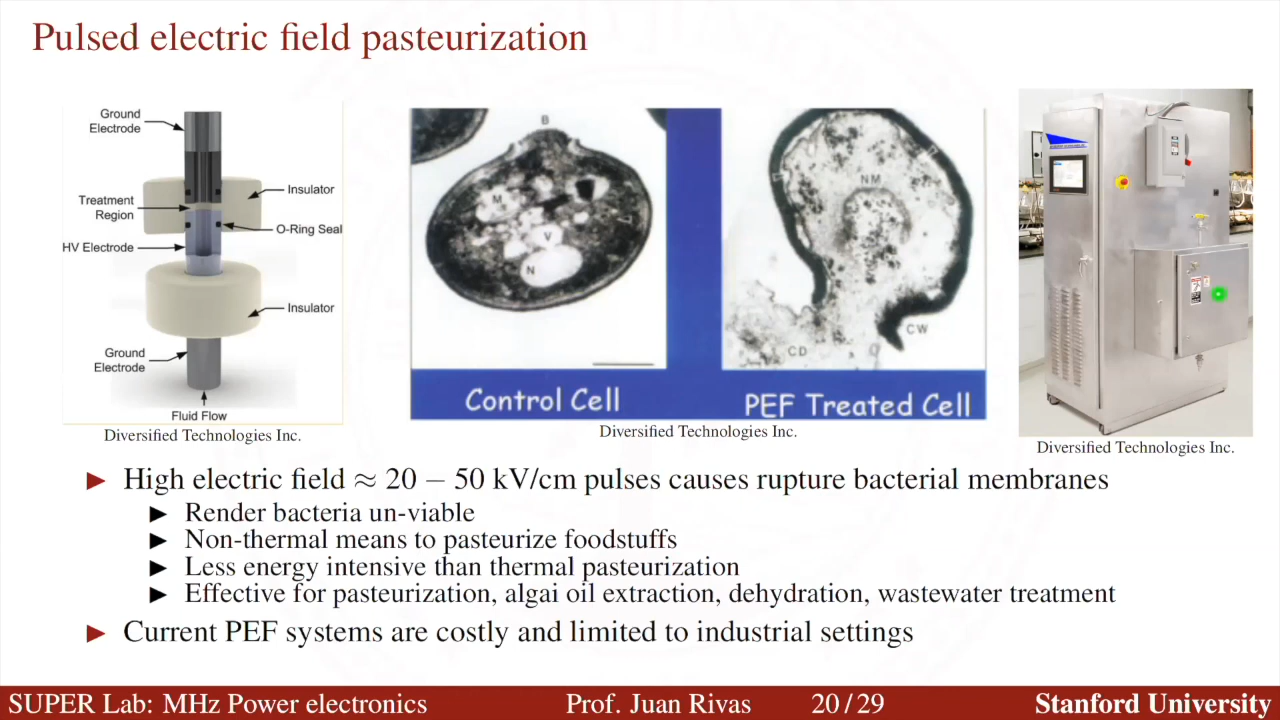 Pulsed electric field pasteurization
Ground
Electrode
Insulator
Treatment
Region
O-Ring Seal
HV Electrode
Insulator
Ground
Electrode
Fluid Flow
Diversified Technologies Inc.
B
M
V
N
Control Cell
NM
CW
CD
PEF Treated Cell
Diversified Technologies Inc.
Diversified Technologies Inc.
► High electric field ≈ 20 − 50 kV/cm pulses causes rupture bacterial membranes
► Render bacteria un-viable
► Non-thermal means to pasteurize foodstuffs
► Less energy intensive than thermal pasteurization
► Effective for pasteurization, algai oil extraction, dehydration, wastewater treatment
► Current PEF systems are costly and limited to industrial settings
SUPER Lab: MHz Power electronics Prof. Juan Rivas 20 / 29 Stanford University